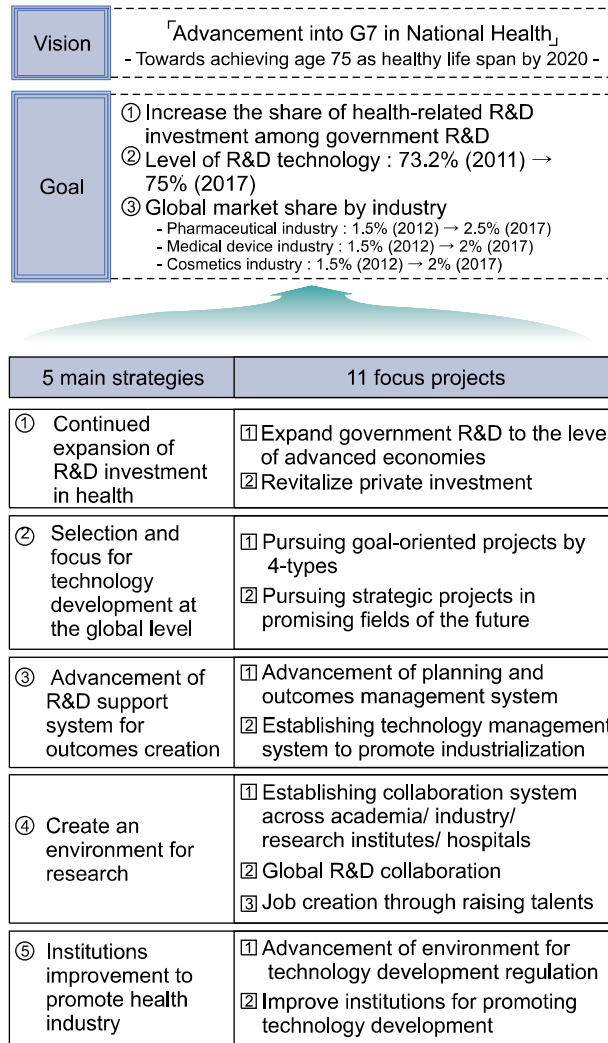 Vision
「Advancement into G7 in National Health」
- Towards achieving age 75 as healthy life span by 2020 -
Goal
① Increase the share of health-related R&D
investment among government R&D
② Level of R&D technology : 73.2% (2011) →
75% (2017)
③ Global market share by industry
- Pharmaceutical industry : 1.5% (2012) → 2.5% (2017)
- Medical device industry : 1.5% (2012) → 2% (2017)
- Cosmetics industry : 1.5% (2012) → 2% (2017)
5 main strategies
11 focus projects
① Continued
expansion of
R&D investment
in health
1 Expand government R&D to the level
of advanced economies
2 Revitalize private investment
② Selection and
focus for
technology
development at
the global level
1 Pursuing goal-oriented projects by
4-types
2 Pursuing strategic projects in
promising fields of the future
③ Advancement of
R&D support
system for
outcomes creation
1 Advancement of planning and
outcomes management system
2 Establishing technology management
system to promote industrialization
④ Create an
environment for
research
1 Establishing collaboration system
across academia/ industry/
research institutes/ hospitals
2 Global R&D collaboration
3 Job creation through raising talents
⑤ Institutions
improvement to
promote health
industry
1 Advancement of environment for
technology development regulation
2 Improve institutions for promoting
technology development